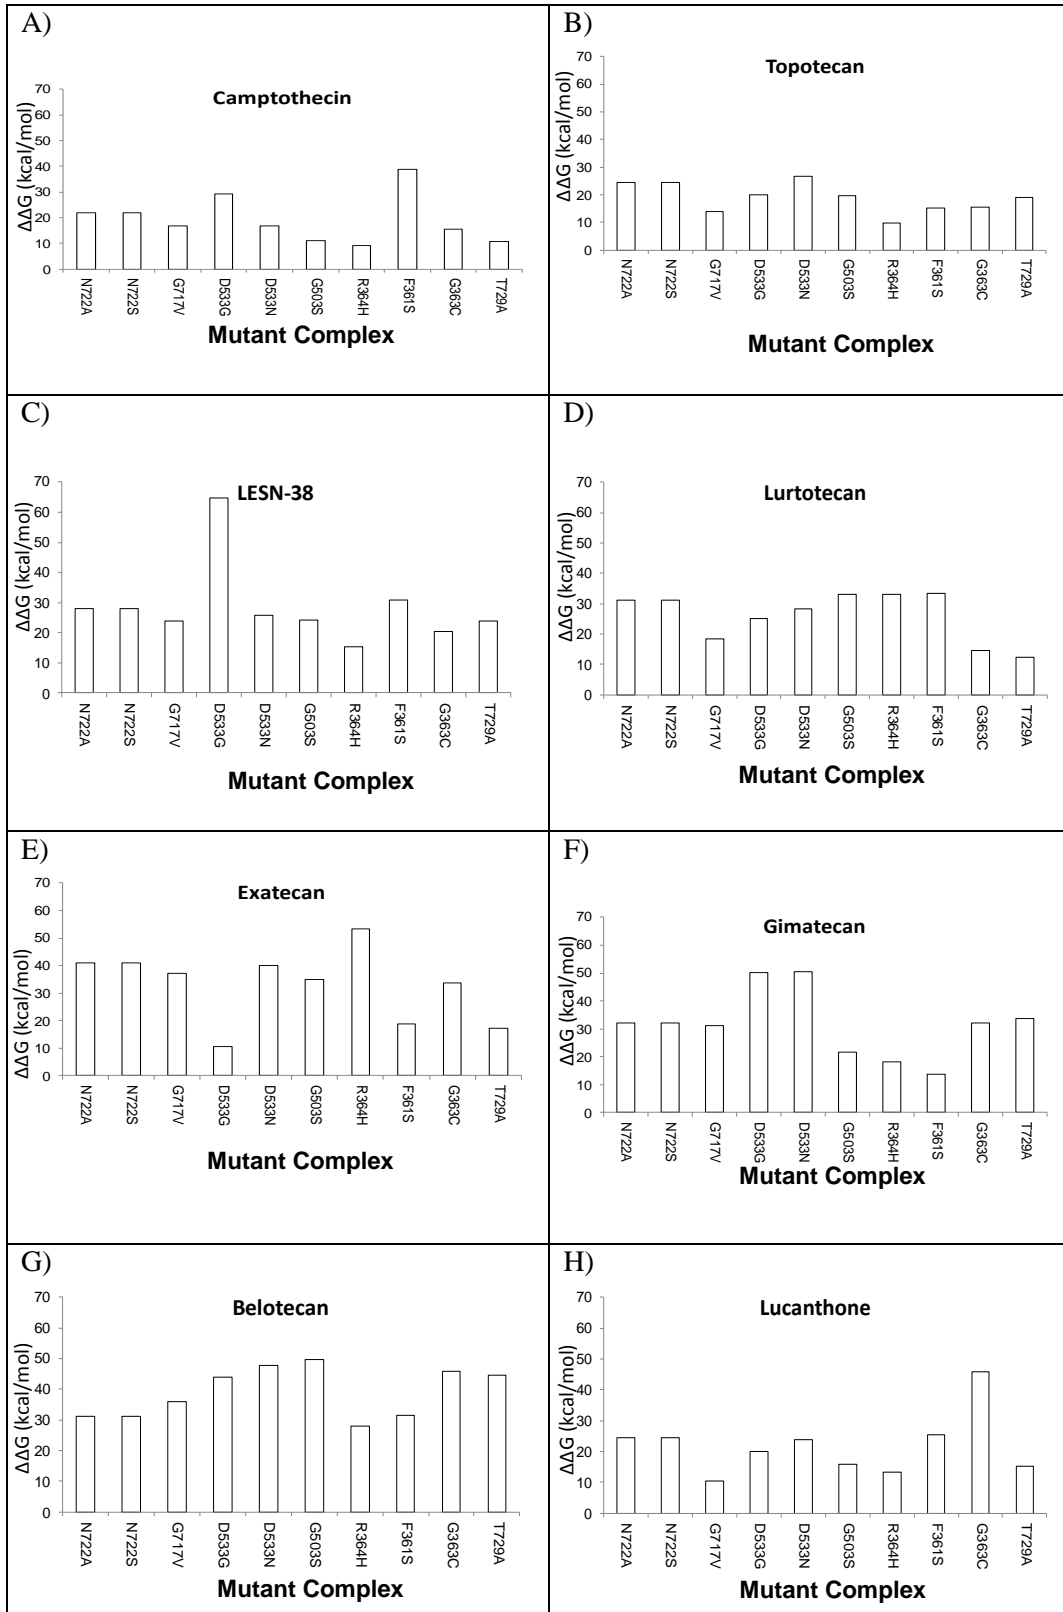 A)
Camptothecin
ΔΔG (kcal/mol)
70
60
50
40
30
20
10
0
N722A
N722S
G717V
D533G
D533N
G503S
R364H
F361S
G363C
T729A
Mutant Complex
B)
Topotecan
ΔΔG (kcal/mol)
70
60
50
40
30
20
10
0
N722A
N722S
G717V
D533G
D533N
G503S
R364H
F361S
G363C
T729A
Mutant Complex
C)
LESN-38
ΔΔG (kcal/mol)
70
60
50
40
30
20
10
0
N722A
N722S
G717V
D533G
D533N
G503S
R364H
F361S
G363C
T729A
Mutant Complex
D)
Lurtotecan
ΔΔG (kcal/mol)
70
60
50
40
30
20
10
0
N722A
N722S
G717V
D533G
D533N
G503S
R364H
F361S
G363C
T729A
Mutant Complex
E)
Exatecan
ΔΔG (kcal/mol)
70
60
50
40
30
20
10
0
N722A
N722S
G717V
D533G
D533N
G503S
R364H
F361S
G363C
T729A
Mutant Complex
F)
Gimatecan
ΔΔG (kcal/mol)
70
60
50
40
30
20
10
0
N722A
N722S
G717V
D533G
D533N
G503S
R364H
F361S
G363C
T729A
Mutant Complex
G)
Belotecan
ΔΔG (kcal/mol)
70
60
50
40
30
20
10
0
N722A
N722S
G717V
D533G
D533N
G503S
R364H
F361S
G363C
T729A
Mutant Complex
H)
Lucanthone
ΔΔG (kcal/mol)
70
60
50
40
30
20
10
0
N722A
N722S
G717V
D533G
D533N
G503S
R364H
F361S
G363C
T729A
Mutant Complex